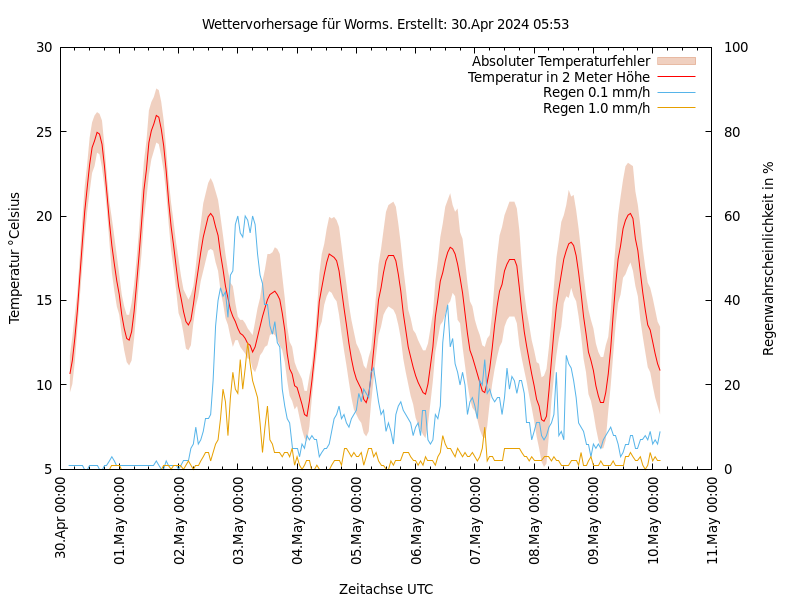 Wettervorhersage für Worms. Erstellt: 30.Apr 2024 05:53
Absoluter Temperaturfehler
Temperatur in 2 Meter Höhe
Regen 0.1 mm/h
Regen 1.0 mm/h
Temperatur °Celsius
30
25
20
15
10
5
Regenwahrscheinlichkeit in %
100
80
60
40
20
0
30.Apr 00:00
01.May 00:00
02.May 00:00
03.May 00:00
04.May 00:00
05.May 00:00
06.May 00:00
07.May 00:00
08.May 00:00
09.May 00:00
10.May 00:00
11.May 00:00
Zeitachse UTC